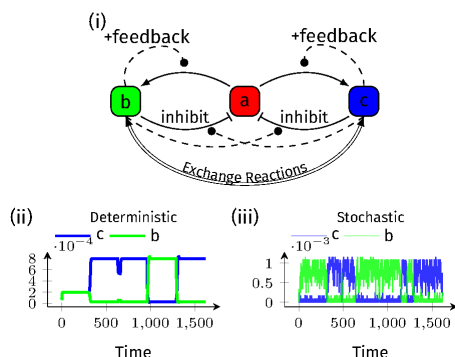 (i)
+feedback +feedback
b a c
inhibit inhibit
Exchange Reactions
(ii) Deterministic
c b
·10⁻⁴
8
6
4
2
0
0 500 1,000 1,500
Time
(iii) Stochastic
c b
·10⁻³
1
0.5
0
0 500 1,000 1,500
Time